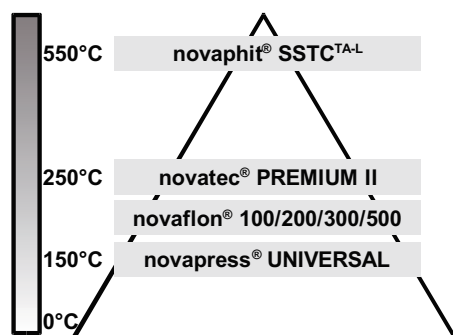 550°C novaphit® SSTCTA-L
250°C novatec® PREMIUM II
novaflon® 100/200/300/500
150°C novapress® UNIVERSAL
0°C